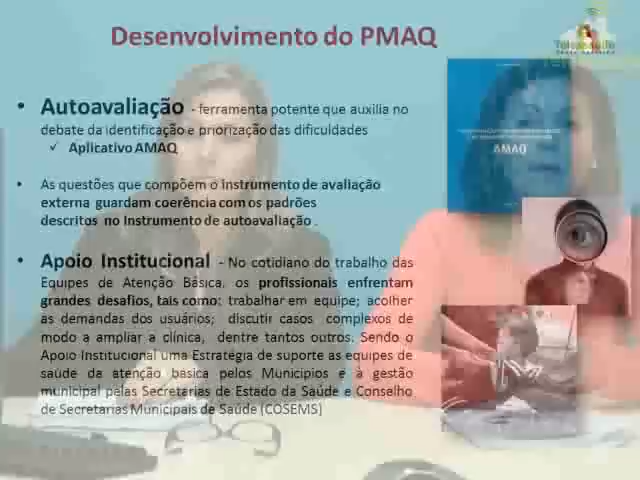 Desenvolvimento do PMAQ
Telessaúde
• Autoavaliação - ferramenta potente que auxilia no
debate da identificação e priorização das dificuldades
✓ Aplicativo AMAQ
AMAQ
• As questões que compõem o instrumento de avaliação
externa guardam coerência com os padrões
descritos no Instrumento de autoavaliação .
• Apoio Institucional - No cotidiano do trabalho das
Equipes de Atenção Básica, os profissionais enfrentam
grandes desafios, tais como: trabalhar em equipe; acolher
as demandas dos usuários; discutir casos complexos de
modo a ampliar a clínica, dentre tantos outros. Sendo o
Apoio Institucional uma Estratégia de suporte as equipes de
saúde da atenção basica pelos Municipios e à gestão
municipal pelas Secretarias de Estado da Saúde e Conselho
de Secretarias Municipais de Saúde (COSEMS)